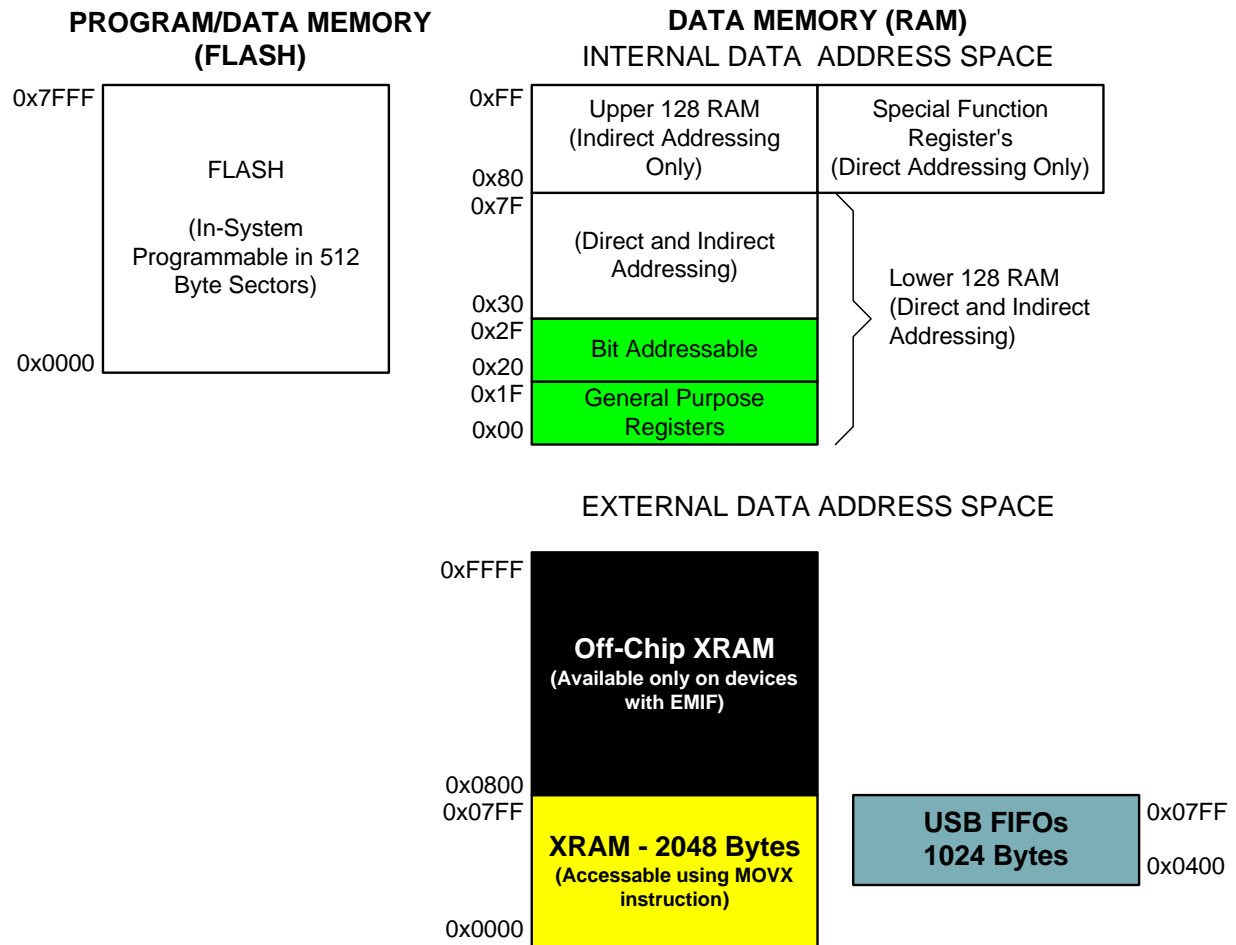 PROGRAM/DATA MEMORY
(FLASH)
0x7FFF
FLASH
(In-System
Programmable in 512
Byte Sectors)
0x0000
DATA MEMORY (RAM)
INTERNAL DATA ADDRESS SPACE
0xFF
Upper 128 RAM
(Indirect Addressing
Only)
0x80
Special Function
Register's
(Direct Addressing Only)
0x7F
(Direct and Indirect
Addressing)
0x30
0x2F
Bit Addressable
0x20
0x1F
General Purpose
Registers
0x00
Lower 128 RAM
(Direct and Indirect
Addressing)
EXTERNAL DATA ADDRESS SPACE
0xFFFF
Off-Chip XRAM
(Available only on devices
with EMIF)
0x0800
0x07FF
XRAM - 2048 Bytes
(Accessable using MOVX
instruction)
0x0000
USB FIFOs
1024 Bytes
0x07FF
0x0400